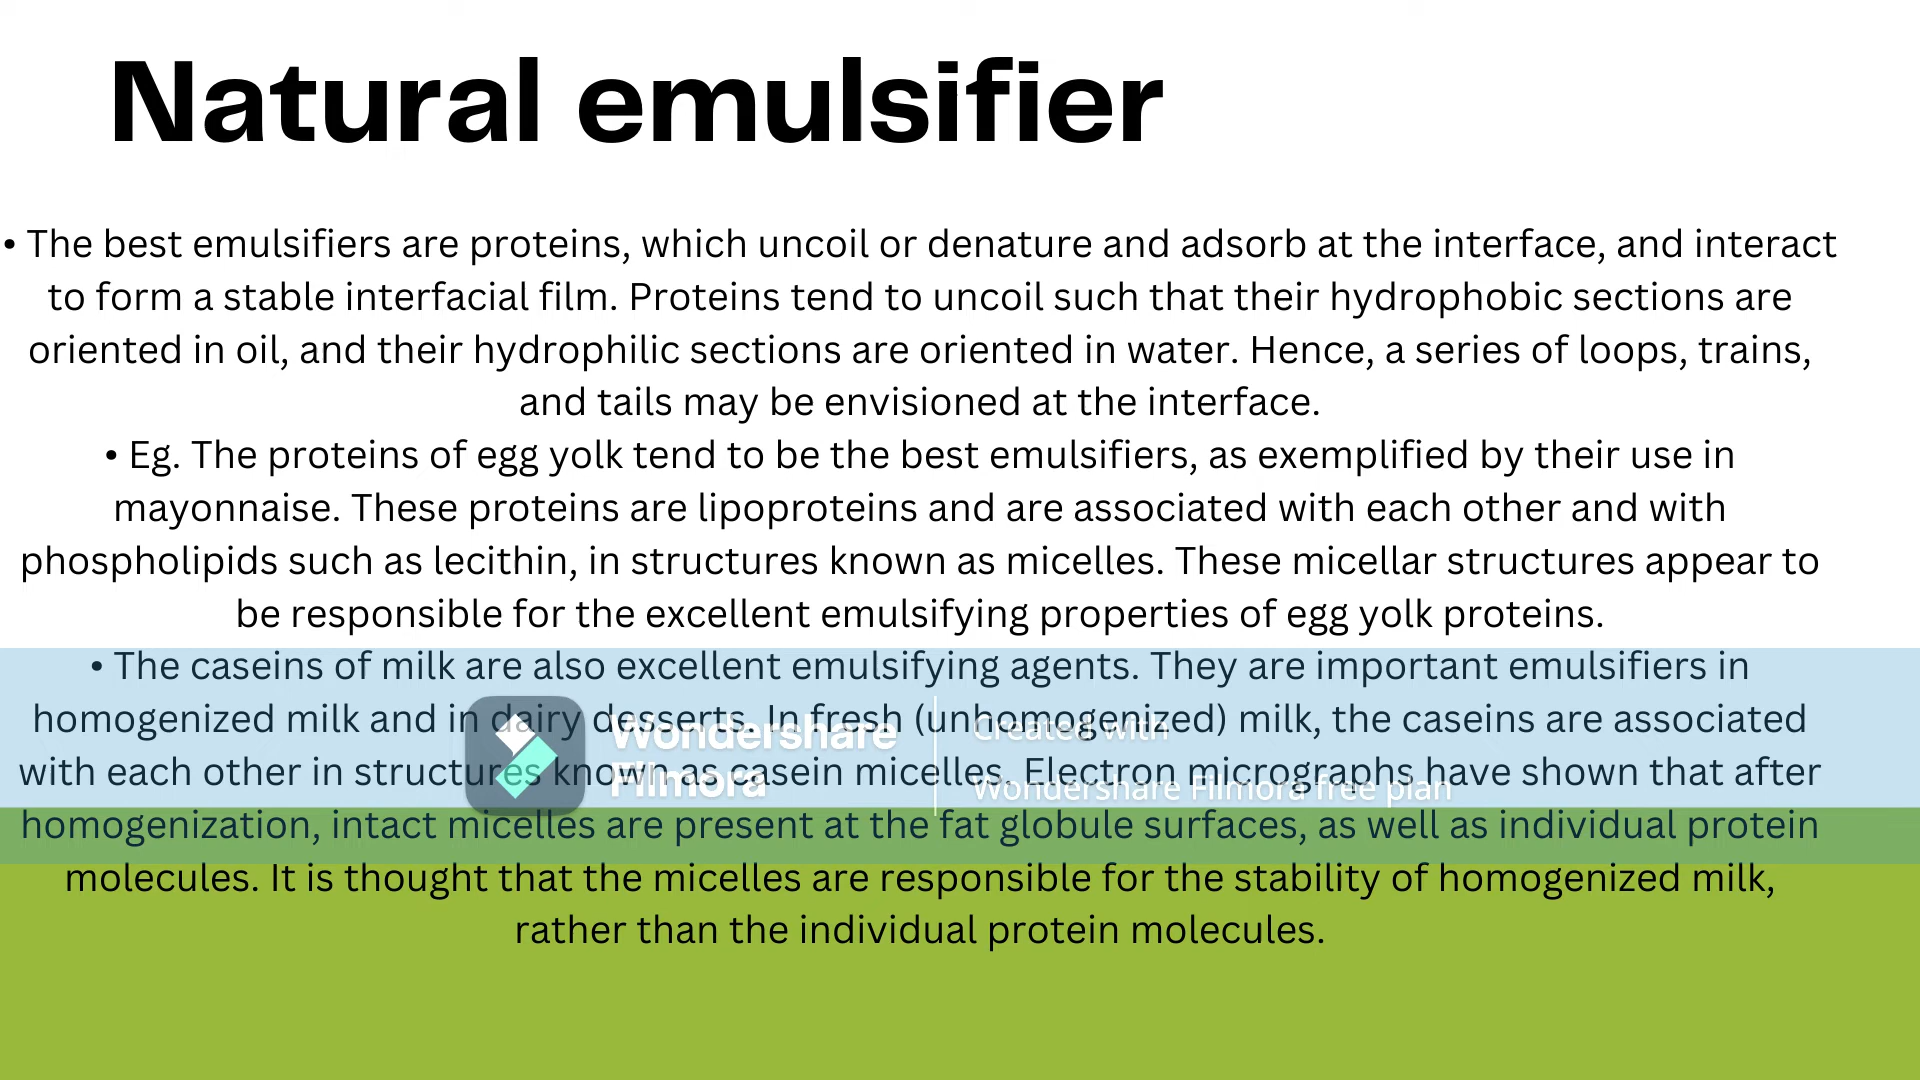 Natural emulsifier
• The best emulsifiers are proteins, which uncoil or denature and adsorb at the interface, and interact
to form a stable interfacial film. Proteins tend to uncoil such that their hydrophobic sections are
oriented in oil, and their hydrophilic sections are oriented in water. Hence, a series of loops, trains,
and tails may be envisioned at the interface.
• Eg. The proteins of egg yolk tend to be the best emulsifiers, as exemplified by their use in
mayonnaise. These proteins are lipoproteins and are associated with each other and with
phospholipids such as lecithin, in structures known as micelles. These micellar structures appear to
be responsible for the excellent emulsifying properties of egg yolk proteins.
• The caseins of milk are also excellent emulsifying agents. They are important emulsifiers in
homogenized milk and in dairy desserts. In fresh (unhomogenized) milk, the caseins are associated
with each other in structures known as casein micelles. Electron micrographs have shown that after
homogenization, intact micelles are present at the fat globule surfaces, as well as individual protein
molecules. It is thought that the micelles are responsible for the stability of homogenized milk,
rather than the individual protein molecules.
Wondershare
Filmora
Created with
Wondershare Filmora free plan